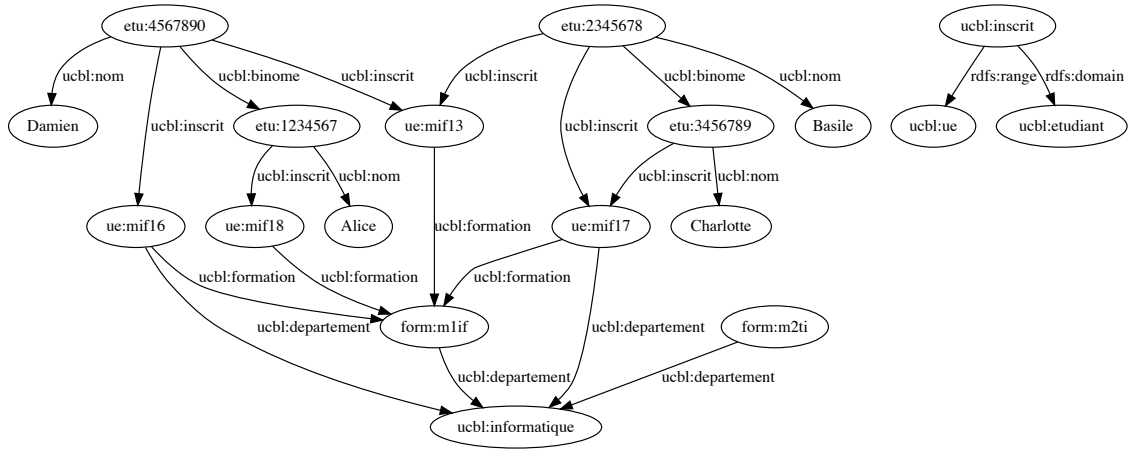 etu:4567890
etu:2345678
ucbl:inscrit
ucbl:nom
ucbl:binome
ucbl:inscrit
ucbl:inscrit
ucbl:binome
ucbl:nom
rdfs:range
rdfs:domain
ucbl:inscrit
ucbl:inscrit
Damien
etu:1234567
ue:mif13
etu:3456789
Basile
ucbl:ue
ucbl:etudiant
ucbl:inscrit
ucbl:nom
ucbl:inscrit
ucbl:nom
ue:mif16
ue:mif18
Alice
ucbl:formation
ue:mif17
Charlotte
ucbl:formation
ucbl:formation
ucbl:formation
ucbl:departement
form:m1if
ucbl:departement
form:m2ti
ucbl:departement
ucbl:departement
ucbl:informatique